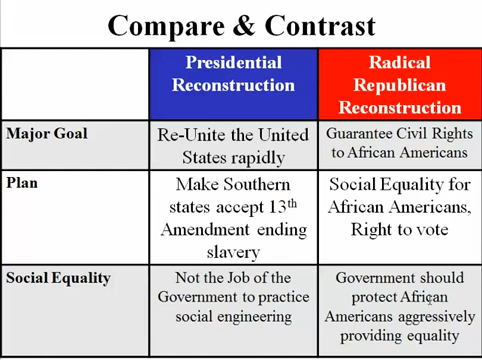 Compare & Contrast
Presidential
Reconstruction
Radical
Republican
Reconstruction
Major Goal
Re-Unite the United
States rapidly
Guarantee Civil Rights
to African Americans
Plan
Make Southern
states accept 13th
Amendment ending
slavery
Social Equality for
African Americans,
Right to vote
Social Equality
Not the Job of the
Government to practice
social engineering
Government should
protect African
Americans aggressively
providing equality